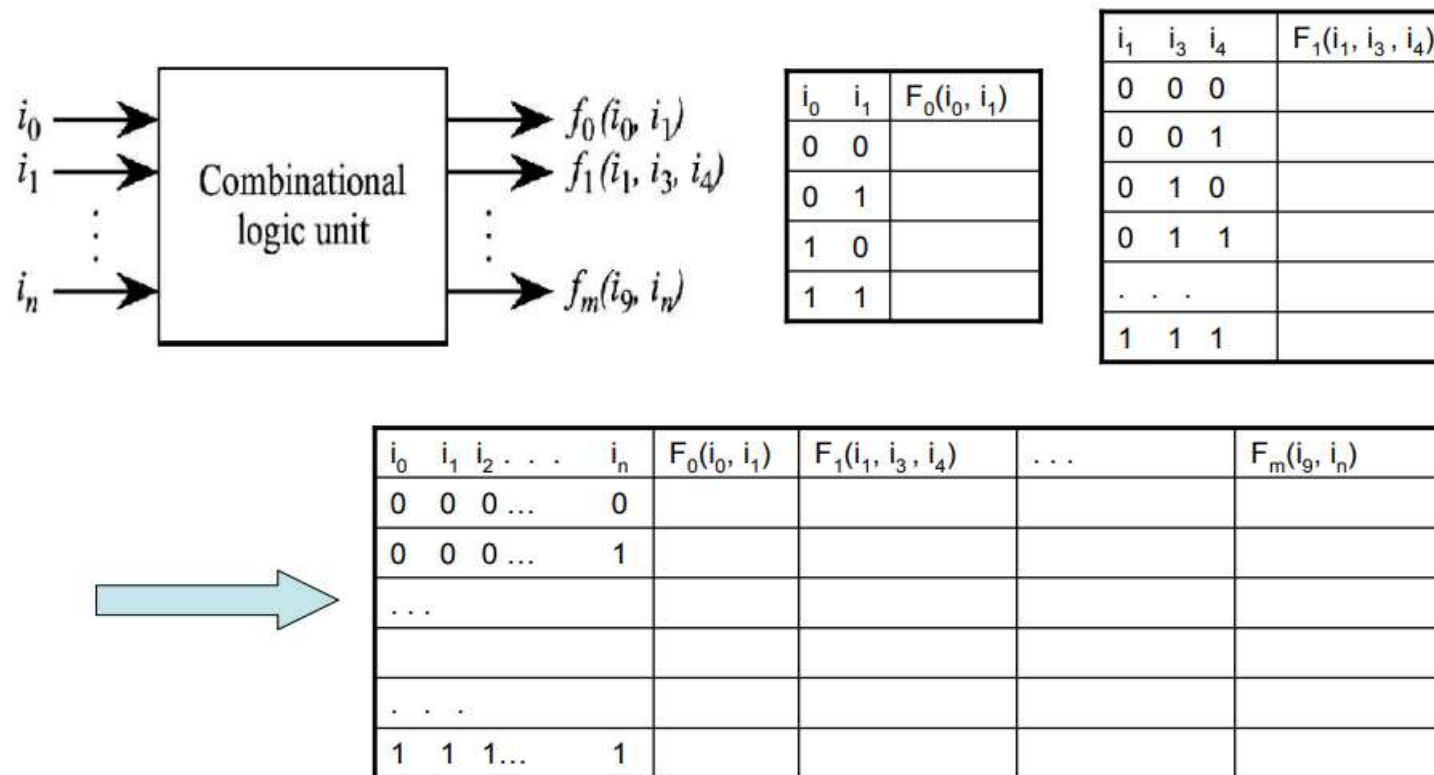 i₀
i₁
iₙ
Combinational
logic unit
f₀(i₀, i₁)
f₁(i₁, i₃, i₄)
fₘ(i₉, iₙ)
i₀ i₁ F₀(i₀, i₁)
0 0
0 1
1 0
1 1
i₁ i₃ i₄ F₁(i₁, i₃, i₄)
0 0 0
0 0 1
0 1 0
0 1 1
. . .
1 1 1
i₀ i₁ i₂ . . . iₙ F₀(i₀, i₁) F₁(i₁, i₃, i₄) . . . Fₘ(i₉, iₙ)
0 0 0 ... 0
0 0 0 ... 1
. . .
. . .
1 1 1... 1